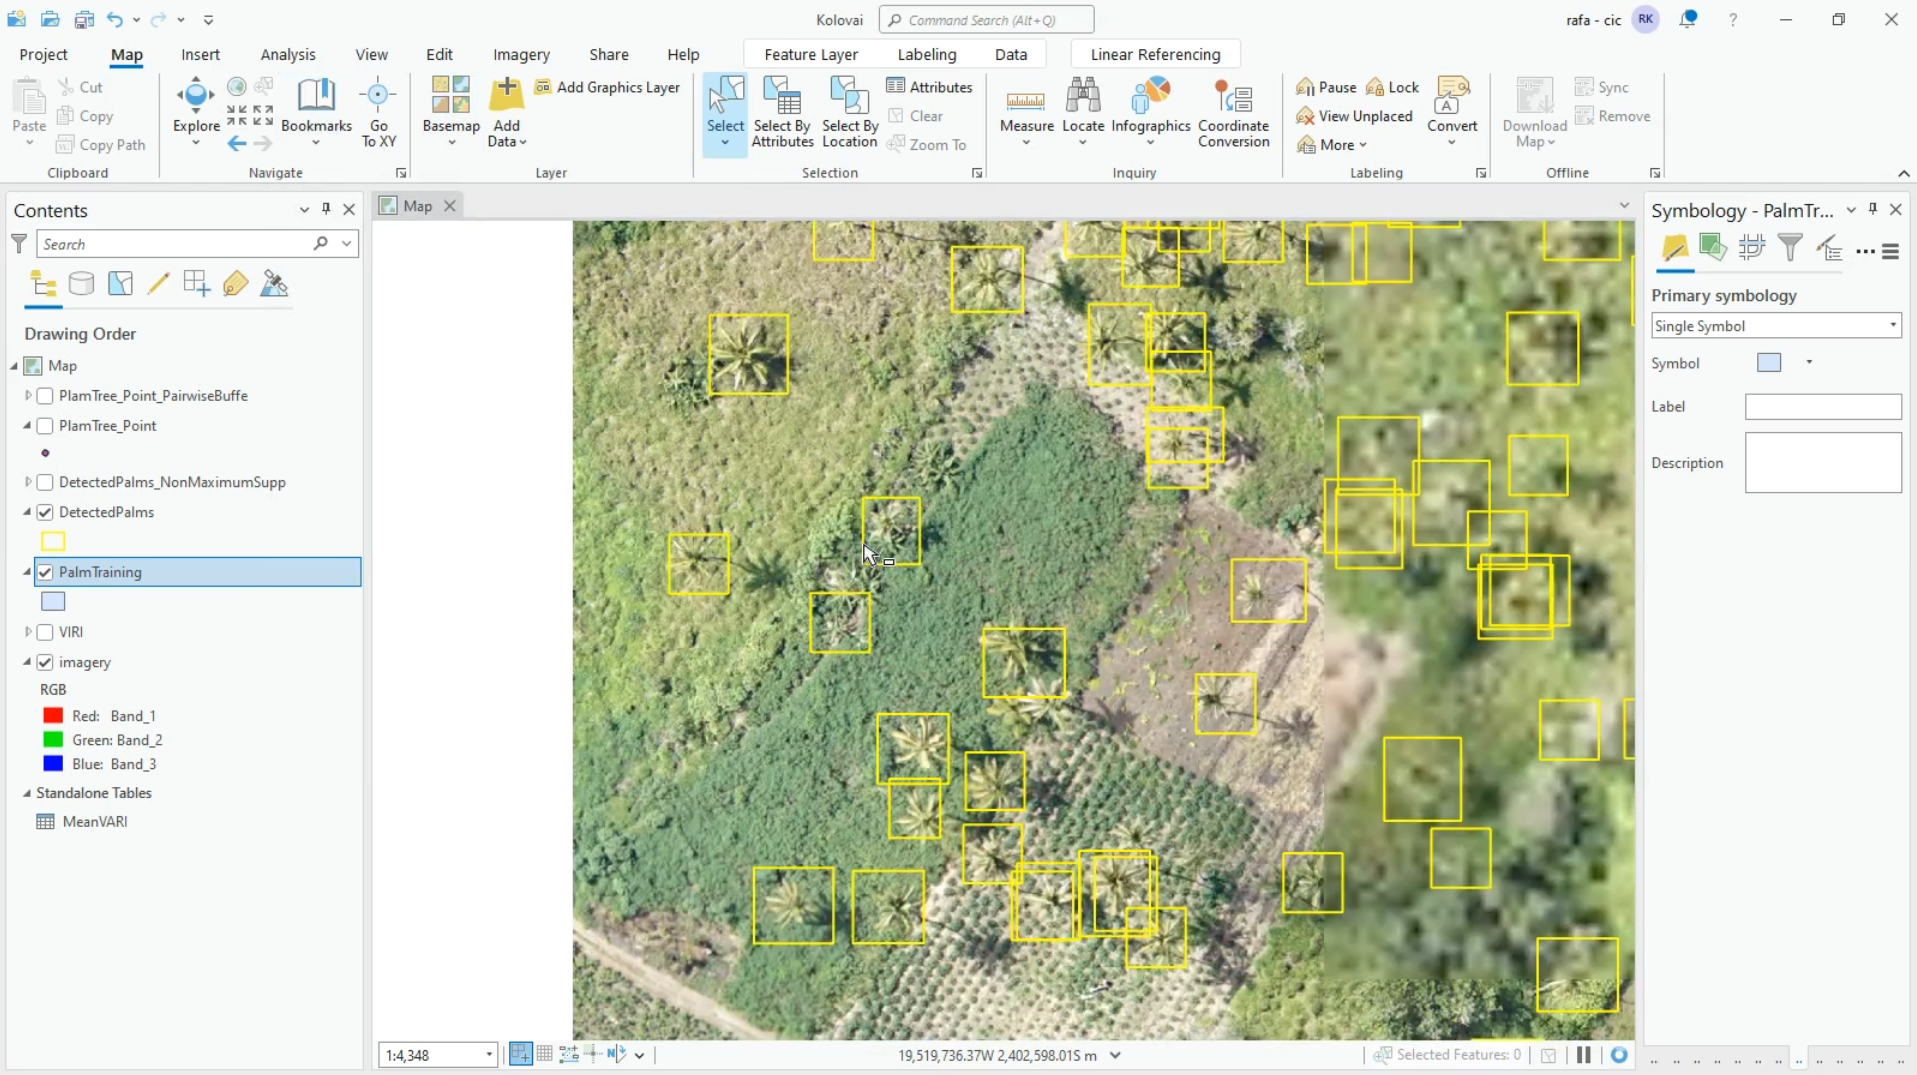 Kolovai
Command Search (Alt+Q)
rafa - cic
RK
?
Project
Map
Insert
Analysis
View
Edit
Imagery
Share
Help
Feature Layer
Labeling
Data
Linear Referencing
Paste
Cut
Copy
Copy Path
Clipboard
Explore
Bookmarks
Go
To XY
Navigate
Basemap
Add
Data
Add Graphics Layer
Layer
Select
Select By
Attributes
Select By
Location
Attributes
Clear
Zoom To
Selection
Measure
Locate
Infographics
Coordinate
Conversion
Inquiry
Pause
Lock
View Unplaced
More
Convert
A
Labeling
Download
Map
Sync
Remove
Offline
Contents
Search
Drawing Order
Map
PlamTree_Point_PairwiseBuffe
PlamTree_Point
DetectedPalms_NonMaximumSupp
DetectedPalms
PalmTraining
VIRI
imagery
RGB
Red: Band_1
Green: Band_2
Blue: Band_3
Standalone Tables
MeanVARI
Map
1:4,348
19,519,736.37W 2,402,598.01S m
Selected Features: 0
Symbology - PalmTr...
Primary symbology
Single Symbol
Symbol
Label
Description